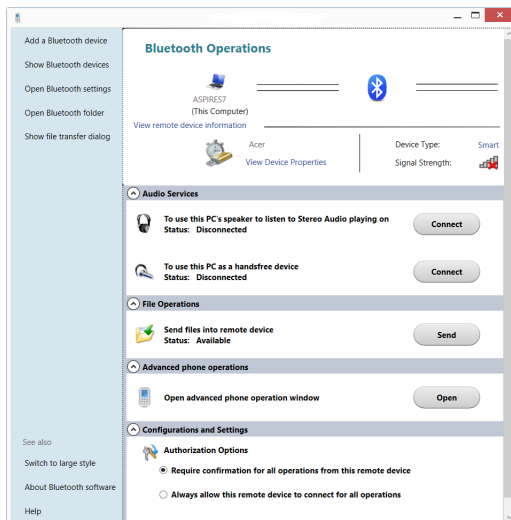 Add a Bluetooth device
Show Bluetooth devices
Open Bluetooth settings
Open Bluetooth folder
Show file transfer dialog
See also
Switch to large style
About Bluetooth software
Help
Bluetooth Operations
ASPIRES7
(This Computer)
View remote device information
Acer
View Device Properties
Device Type: Smart
Signal Strength:
Audio Services
To use this PC's speaker to listen to Stereo Audio playing on
Status: Disconnected
Connect
To use this PC as a handsfree device
Status: Disconnected
Connect
File Operations
Send files into remote device
Status: Available
Send
Advanced phone operations
Open advanced phone operation window
Open
Configurations and Settings
Authorization Options
Require confirmation for all operations from this remote device
Always allow this remote device to connect for all operations